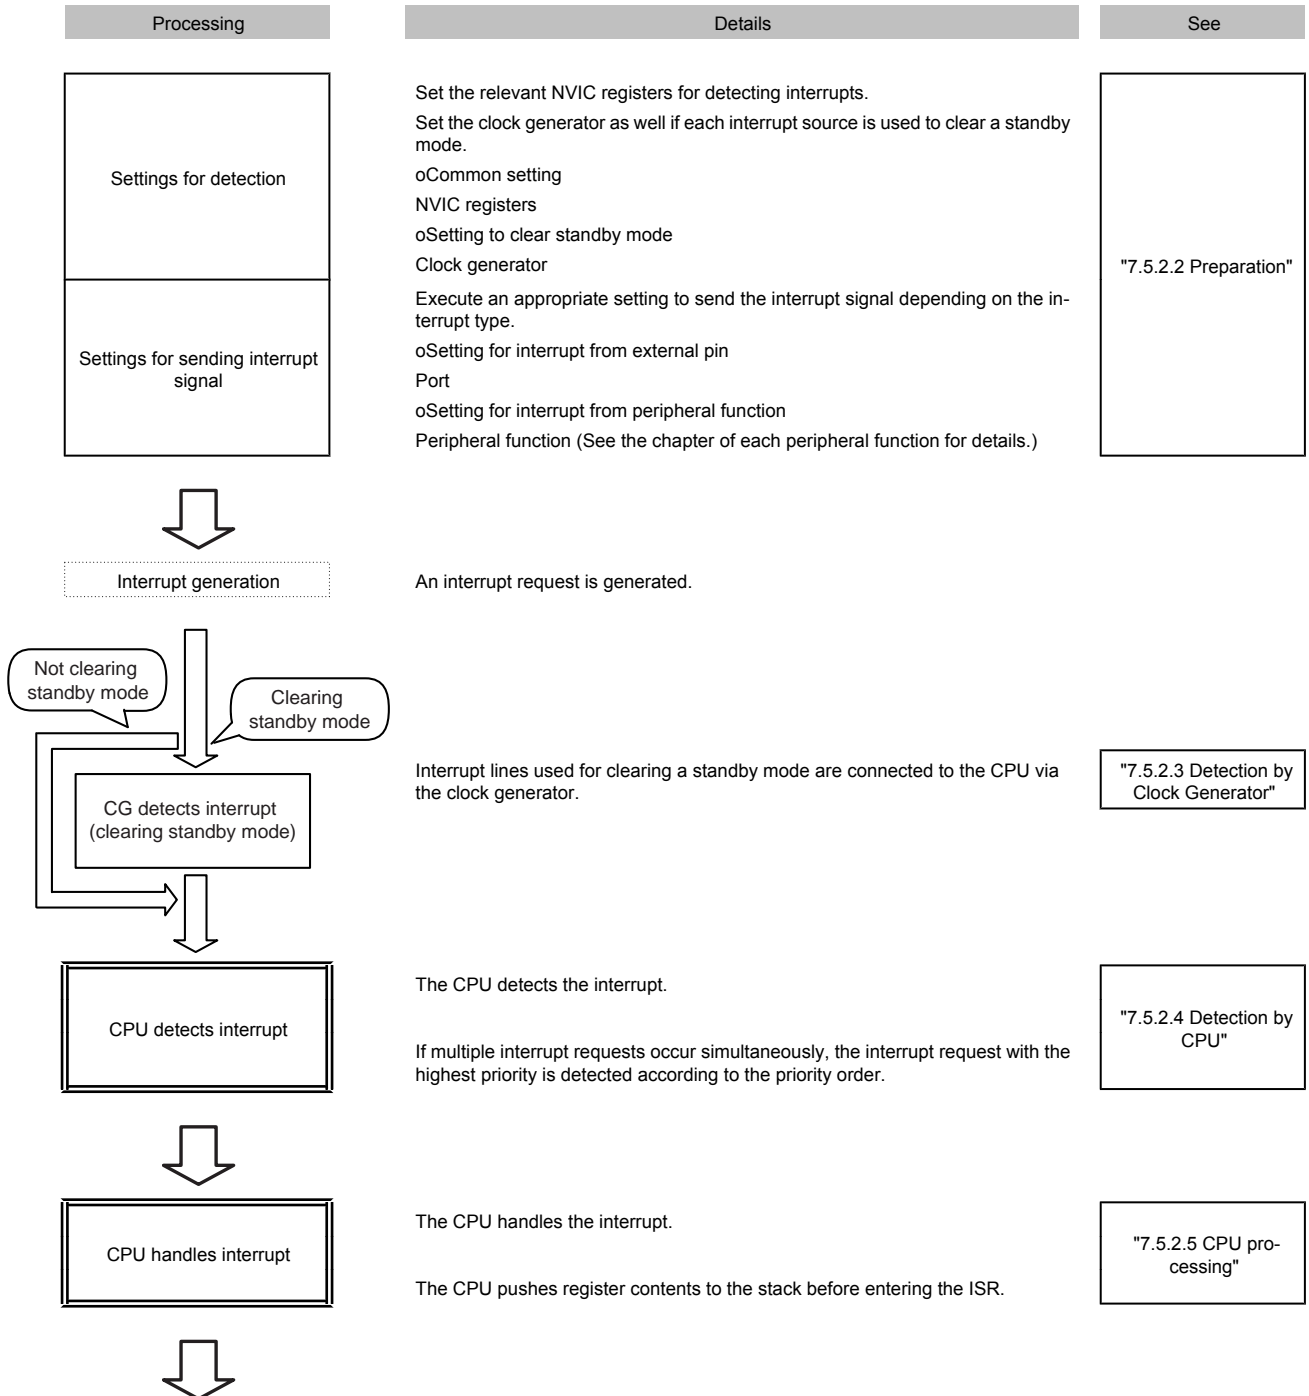 Processing
Details
See
Settings for detection
Set the relevant NVIC registers for detecting interrupts.
Set the clock generator as well if each interrupt source is used to clear a standby
mode.
oCommon setting
NVIC registers
oSetting to clear standby mode
Clock generator
"7.5.2.2 Preparation"
Settings for sending interrupt
signal
Execute an appropriate setting to send the interrupt signal depending on the in-
terrupt type.
oSetting for interrupt from external pin
Port
oSetting for interrupt from peripheral function
Peripheral function (See the chapter of each peripheral function for details.)
Interrupt generation
An interrupt request is generated.
Not clearing
standby mode
Clearing
standby mode
CG detects interrupt
(clearing standby mode)
Interrupt lines used for clearing a standby mode are connected to the CPU via
the clock generator.
"7.5.2.3 Detection by
Clock Generator"
CPU detects interrupt
The CPU detects the interrupt.
If multiple interrupt requests occur simultaneously, the interrupt request with the
highest priority is detected according to the priority order.
"7.5.2.4 Detection by
CPU"
CPU handles interrupt
The CPU handles the interrupt.
The CPU pushes register contents to the stack before entering the ISR.
"7.5.2.5 CPU pro-
cessing"